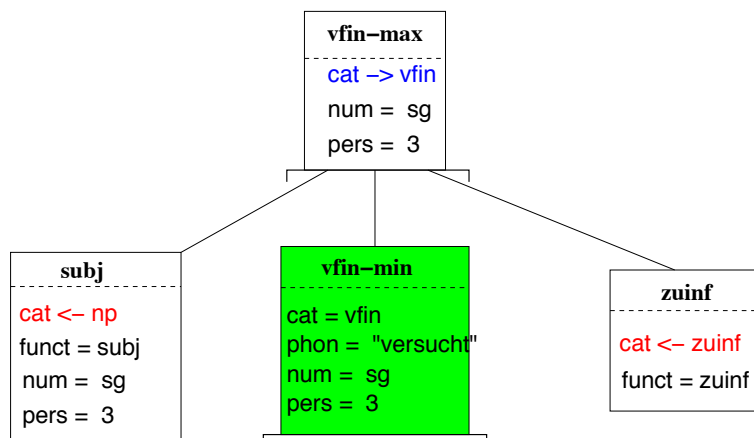 vfin−max
cat −> vfin
num = sg
pers = 3
subj
cat <− np
funct = subj
num = sg
pers = 3
vfin−min
cat = vfin
phon = "versucht"
num = sg
pers = 3
zuinf
cat <− zuinf
funct = zuinf